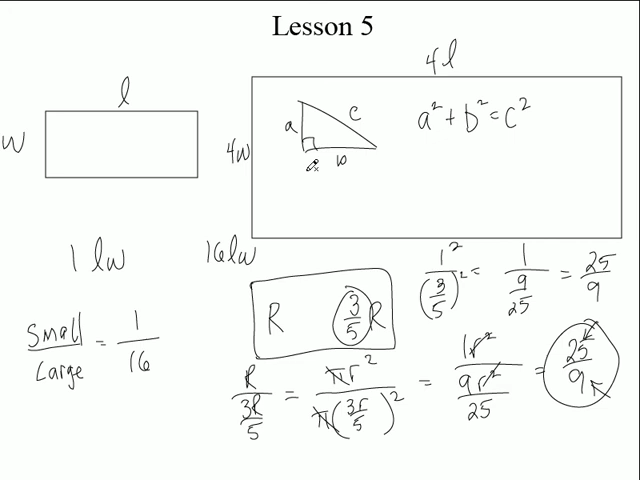 Lesson 5
4l
l
a² + b² = c²
a c
w
4w
b
1 lw
16lw
1² / (3/5)² = 1 / (9/25) = 25/9
R 3/5 R
Small / Large = 1/16
R / (3R/5) = πr² / π(3r/5)² = 1r² / (9r²/25) = 25/9